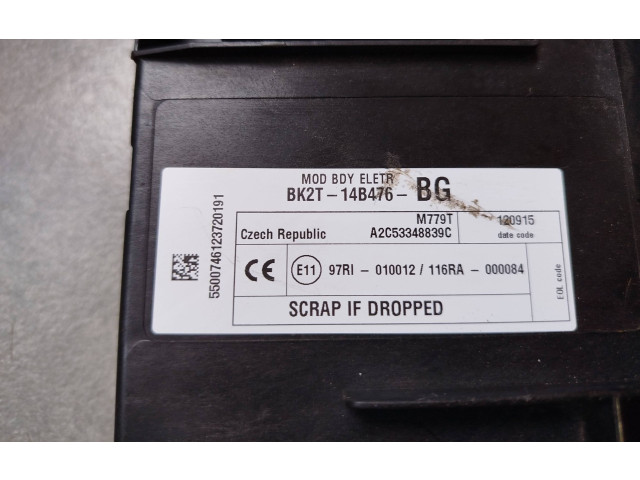 MOD BDY ELETR
BK2T-14B476-BG
M779T
Czech Republic A2C53348839C
120915
date code
CE E11 97RI - 010012 / 116RA - 000084
SCRAP IF DROPPED
EOL code
5500746123720191